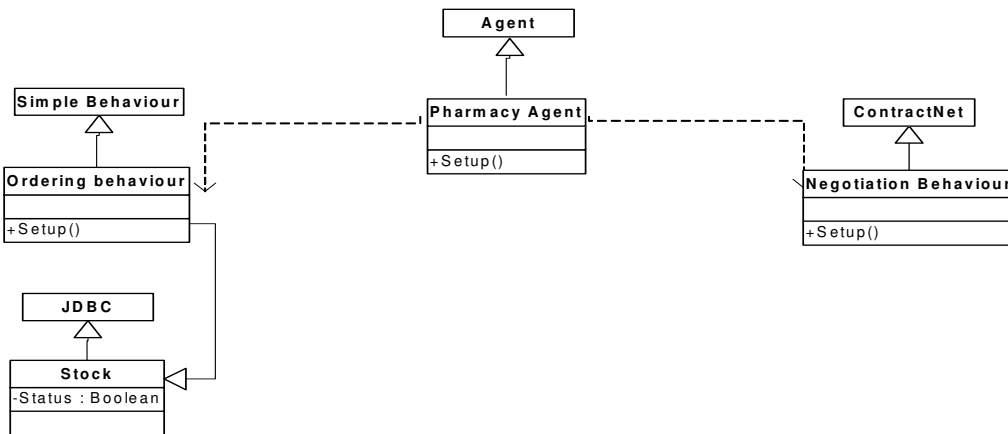 Agent
Simple Behaviour
Pharmacy Agent
+Setup()
ContractNet
Ordering behaviour
+Setup()
Negotiation Behaviour
+Setup()
JDBC
Stock
-Status : Boolean